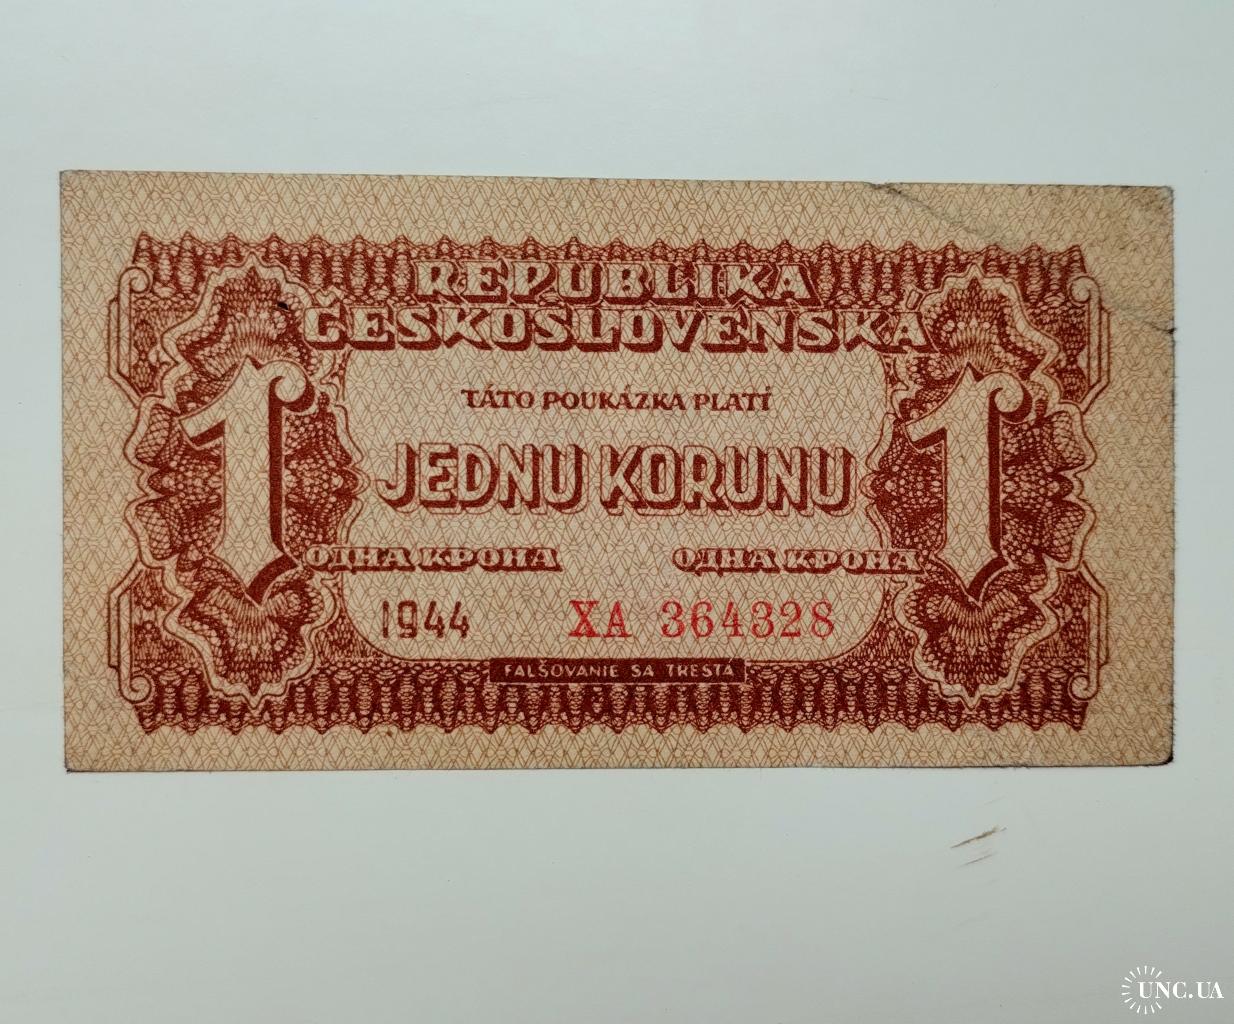 REPUBLIKA
ČESKOSLOVENSKÁ
TÁTO POUKÁZKA PLATÍ
1 JEDNU KORUNU 1
ОДНА КРОНА ОДНА КРОНА
1944 XA 364328
FALŠOVANIE SA TRESTÁ
UNC.UA